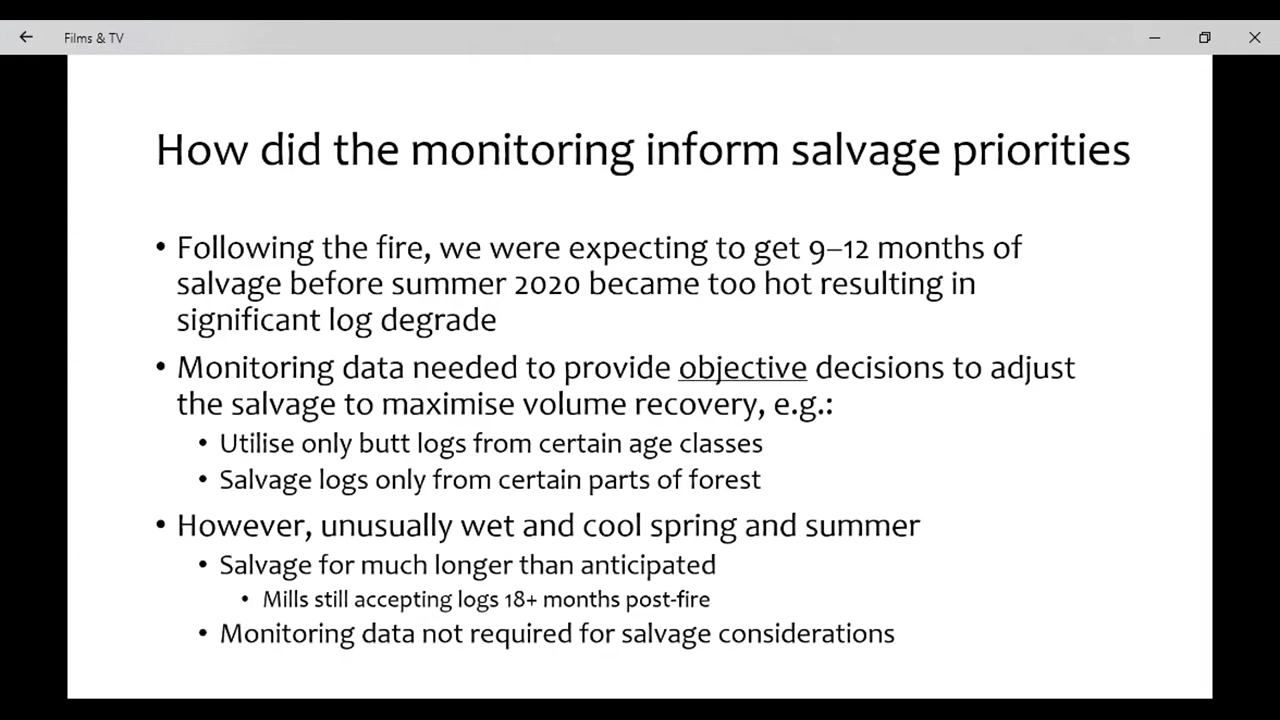 Films & TV
How did the monitoring inform salvage priorities
• Following the fire, we were expecting to get 9–12 months of
salvage before summer 2020 became too hot resulting in
significant log degrade
• Monitoring data needed to provide objective decisions to adjust
the salvage to maximise volume recovery, e.g.:
• Utilise only butt logs from certain age classes
• Salvage logs only from certain parts of forest
• However, unusually wet and cool spring and summer
• Salvage for much longer than anticipated
• Mills still accepting logs 18+ months post-fire
• Monitoring data not required for salvage considerations